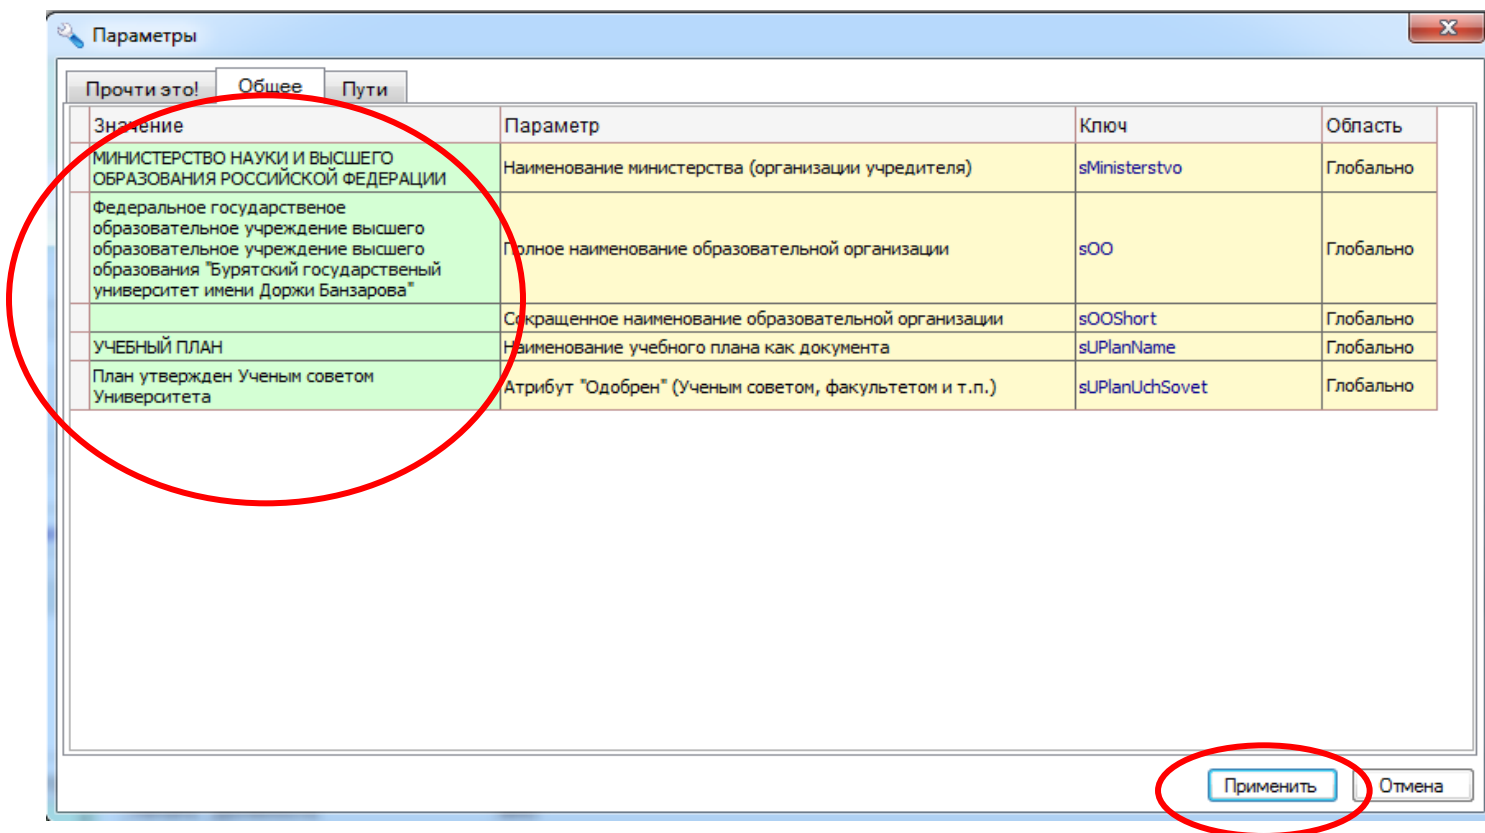 Параметры
Прочти это! Общее Пути
Значение Параметр Ключ Область
МИНИСТЕРСТВО НАУКИ И ВЫСШЕГО
ОБРАЗОВАНИЯ РОССИЙСКОЙ ФЕДЕРАЦИИ
Наименование министерства (организации учредителя) sMinisterstvo Глобально
Федеральное государственое
образовательное учреждение высшего
образовательное учреждение высшего
образования "Бурятский государственый
университет имени Доржи Банзарова"
Полное наименование образовательной организации sOO Глобально
Сокращенное наименование образовательной организации sOOShort Глобально
УЧЕБНЫЙ ПЛАН Наименование учебного плана как документа sUPlanName Глобально
План утвержден Ученым советом
Университета
Атрибут "Одобрен" (Ученым советом, факультетом и т.п.) sUPlanUchSovet Глобально
Применить Отмена